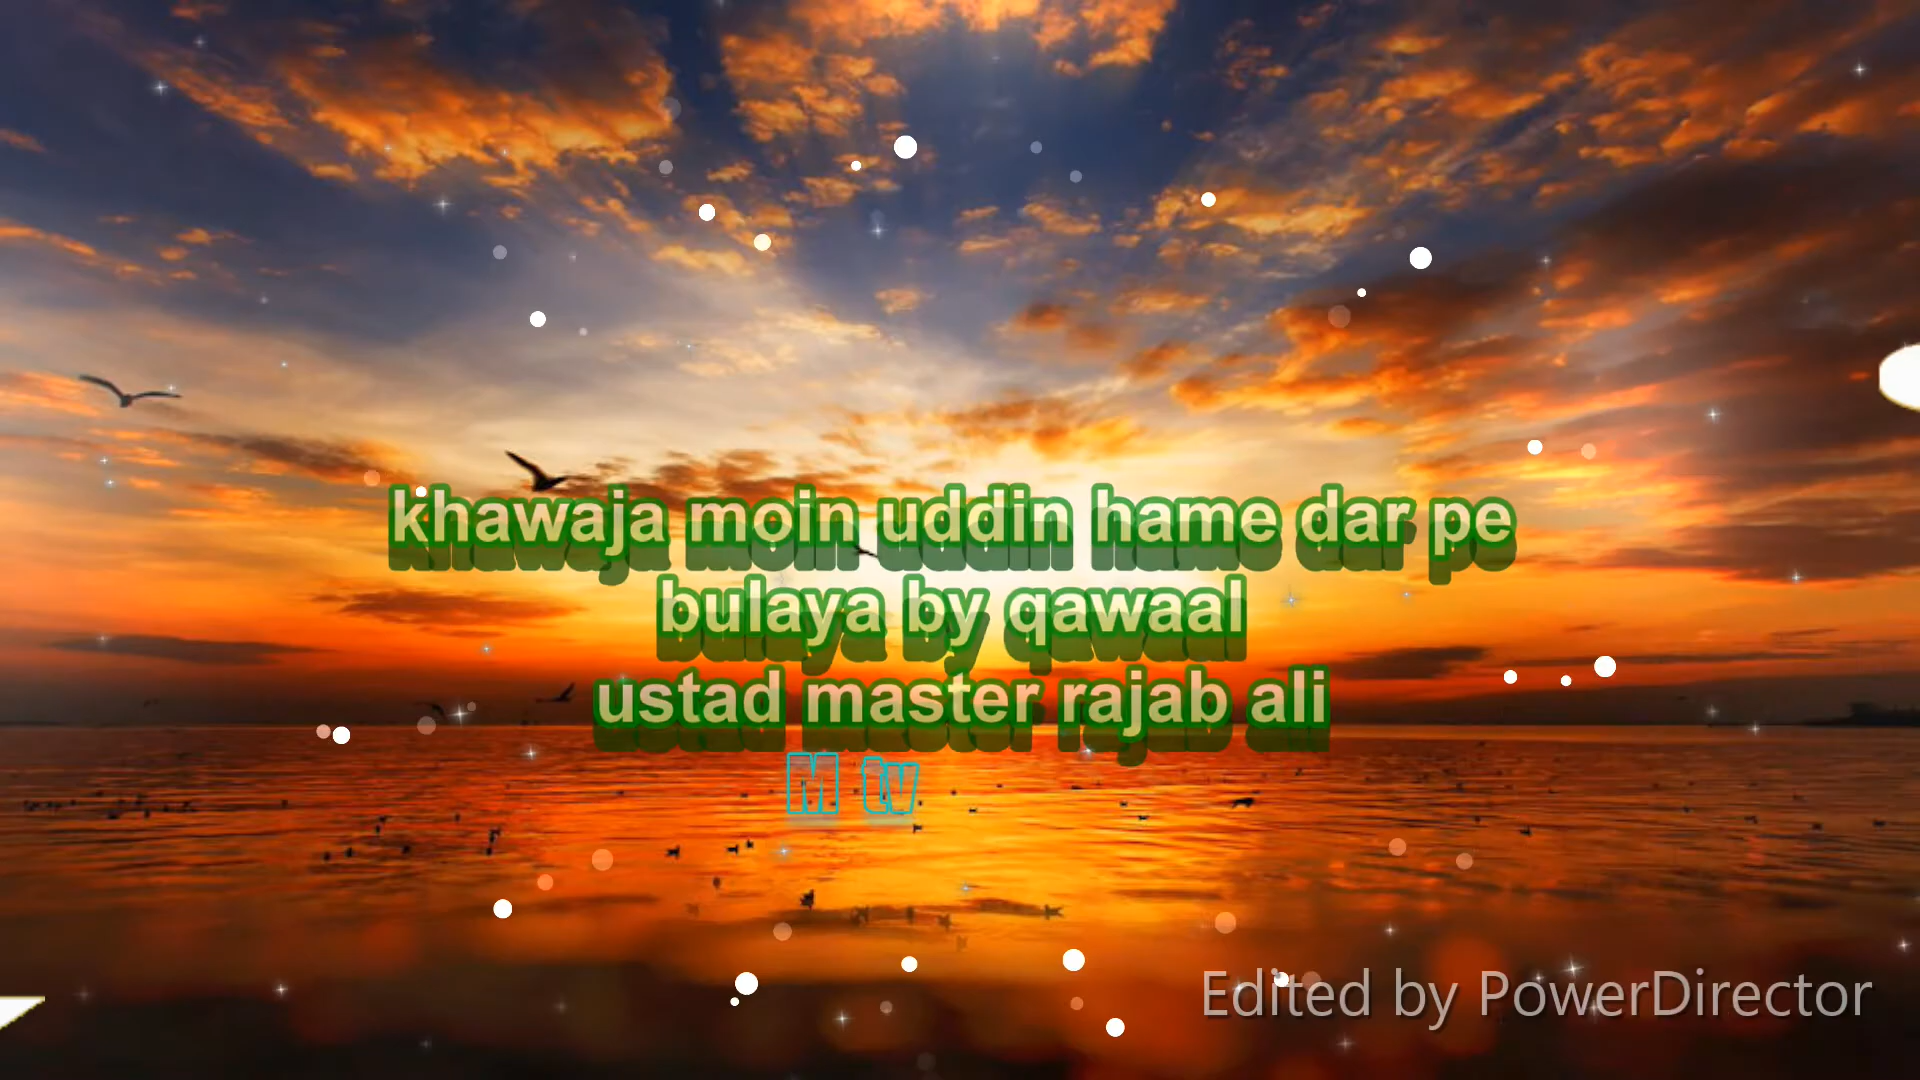 khawaja moin uddin hame dar pe
bulaya by qawaal
ustad master rajab ali
M tv
Edited by PowerDirector